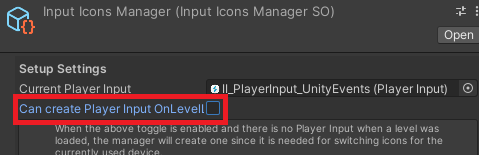 Input Icons Manager (Input Icons Manager SO)
Open
Setup Settings
Current Player Input ll_PlayerInput_UnityEvents (Player Input)
Can create Player Input OnLevelL
When the above toggle is enabled and there is no Player Input when a level was
loaded, the manager will create one since it is needed for switching icons for the
currently used device